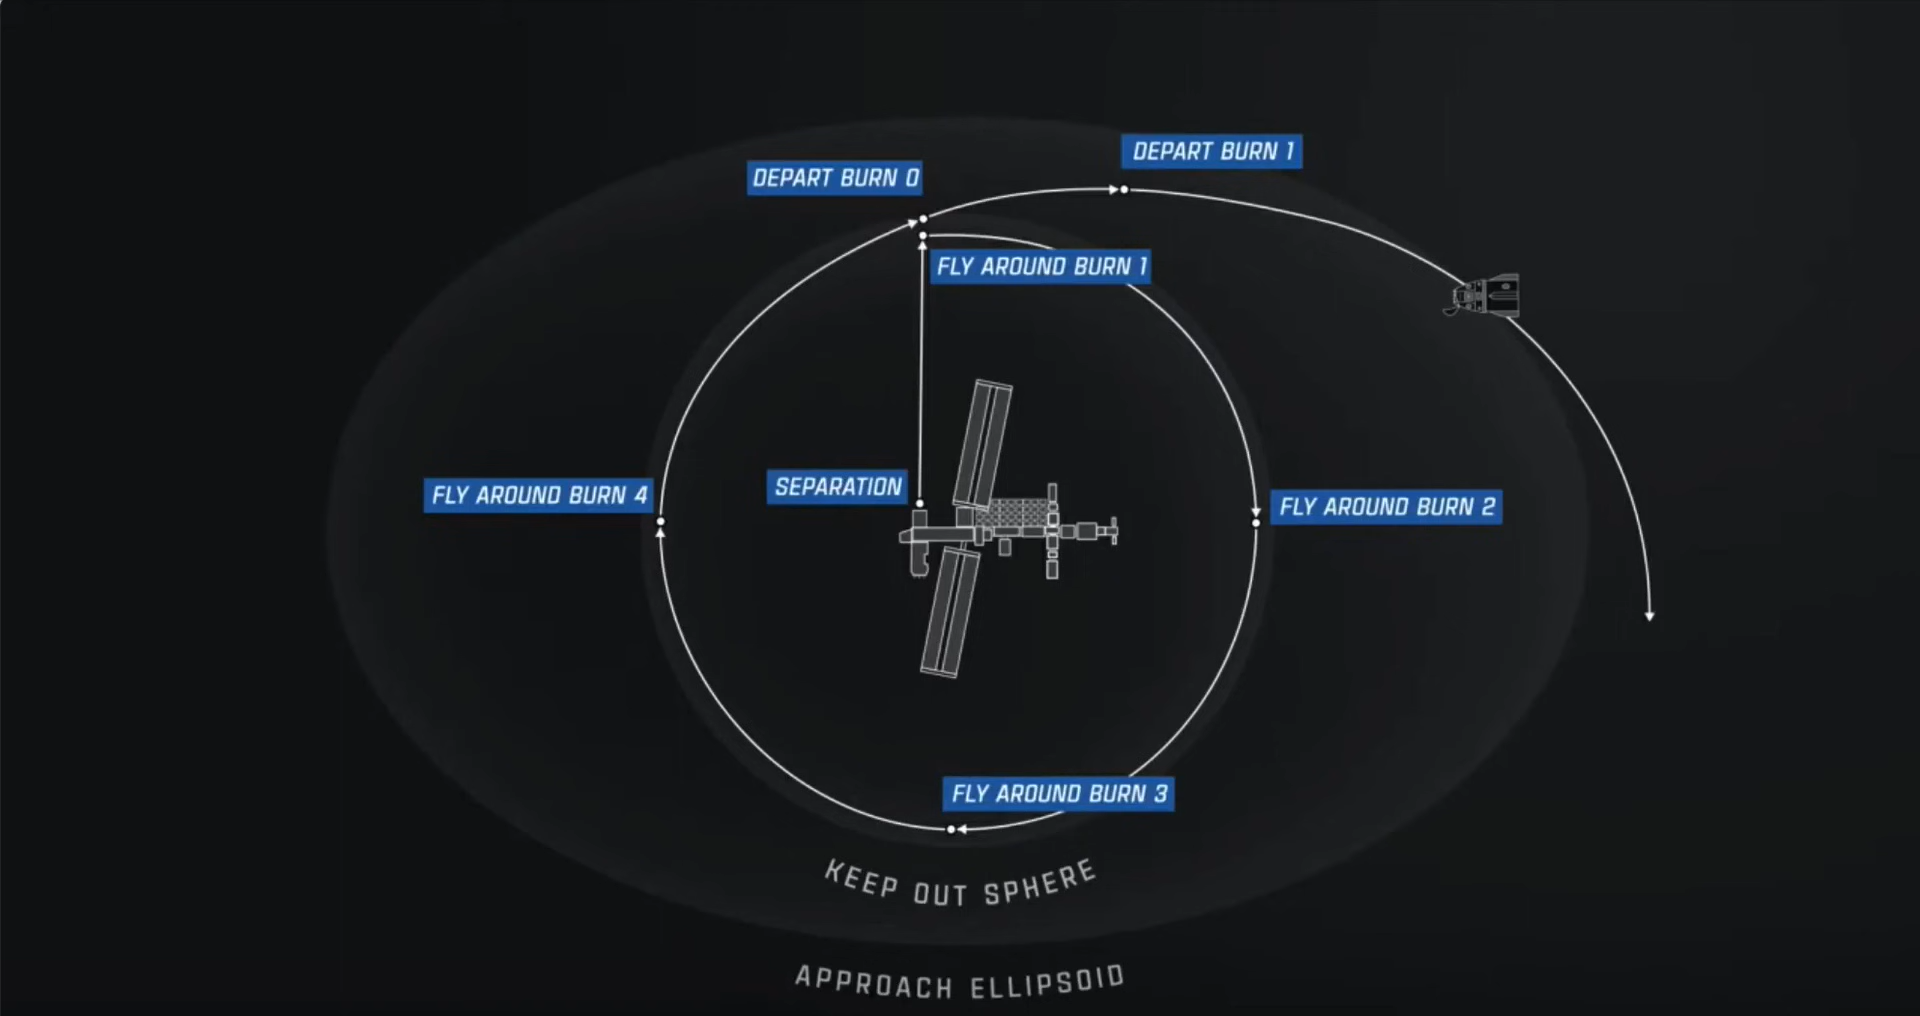 DEPART BURN 1
DEPART BURN 0
FLY AROUND BURN 1
SEPARATION
FLY AROUND BURN 4
FLY AROUND BURN 2
FLY AROUND BURN 3
KEEP OUT SPHERE
APPROACH ELLIPSOID